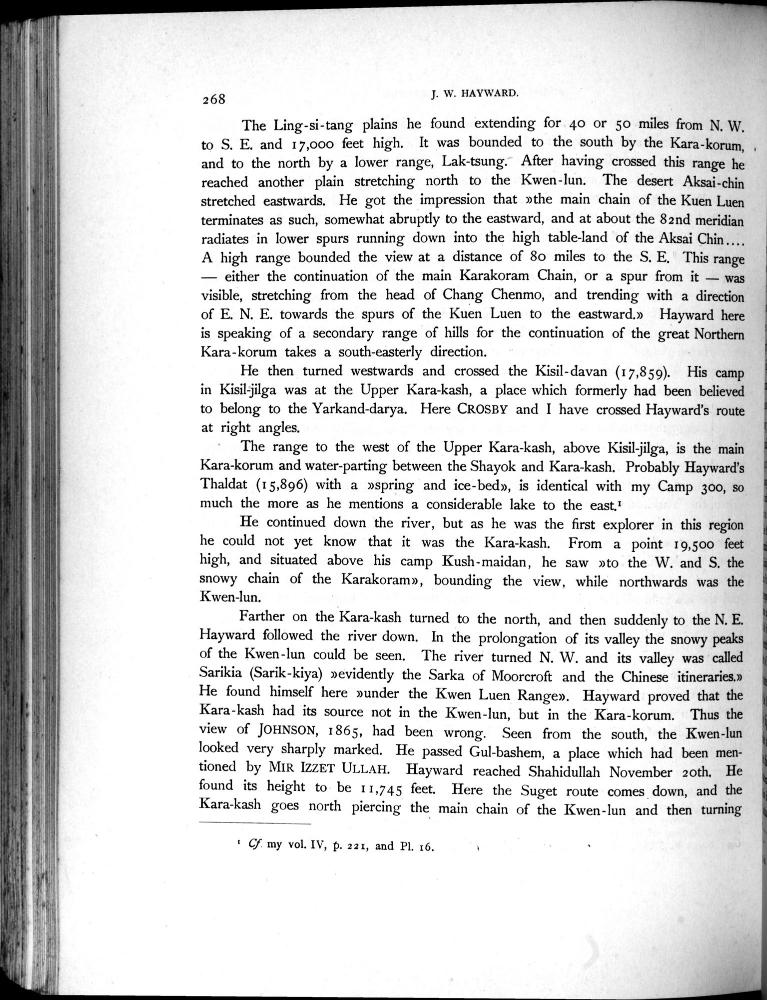 268
J. W. HAYWARD.
The Ling-si-tang plains he found extending for 40 or 50 miles from N. W.
to S. E. and 17,000 feet high. It was bounded to the south by the Kara-korum,
and to the north by a lower range, Lak-tsung. After having crossed this range he
reached another plain stretching north to the Kwen-lun. The desert Aksai-chin
stretched eastwards. He got the impression that »the main chain of the Kuen Luen
terminates as such, somewhat abruptly to the eastward, and at about the 82nd meridian
radiates in lower spurs running down into the high table-land of the Aksai Chin....
A high range bounded the view at a distance of 80 miles to the S. E. This range
— either the continuation of the main Karakoram Chain, or a spur from it — was
visible, stretching from the head of Chang Chenmo, and trending with a direction
of E. N. E. towards the spurs of the Kuen Luen to the eastward.» Hayward here
is speaking of a secondary range of hills for the continuation of the great Northern
Kara-korum takes a south-easterly direction.
He then turned westwards and crossed the Kisil-davan (17,859). His camp
in Kisil-jilga was at the Upper Kara-kash, a place which formerly had been believed
to belong to the Yarkand-darya. Here CROSBY and I have crossed Hayward's route
at right angles.
The range to the west of the Upper Kara-kash, above Kisil-jilga, is the main
Kara-korum and water-parting between the Shayok and Kara-kash. Probably Hayward's
Thaldat (15,896) with a »spring and ice-bed», is identical with my Camp 300, so
much the more as he mentions a considerable lake to the east.¹
He continued down the river, but as he was the first explorer in this region
he could not yet know that it was the Kara-kash. From a point 19,500 feet
high, and situated above his camp Kush-maidan, he saw »to the W. and S. the
snowy chain of the Karakoram», bounding the view, while northwards was the
Kwen-lun.
Farther on the Kara-kash turned to the north, and then suddenly to the N. E.
Hayward followed the river down. In the prolongation of its valley the snowy peaks
of the Kwen-lun could be seen. The river turned N. W. and its valley was called
Sarikia (Sarik-kiya) »evidently the Sarka of Moorcroft and the Chinese itineraries.»
He found himself here »under the Kwen Luen Range». Hayward proved that the
Kara-kash had its source not in the Kwen-lun, but in the Kara-korum. Thus the
view of JOHNSON, 1865, had been wrong. Seen from the south, the Kwen-lun
looked very sharply marked. He passed Gul-bashem, a place which had been men-
tioned by MIR IZZET ULLAH. Hayward reached Shahidullah November 20th. He
found its height to be 11,745 feet. Here the Suget route comes down, and the
Kara-kash goes north piercing the main chain of the Kwen-lun and then turning
¹ Cf. my vol. IV, p. 221, and Pl. 16.